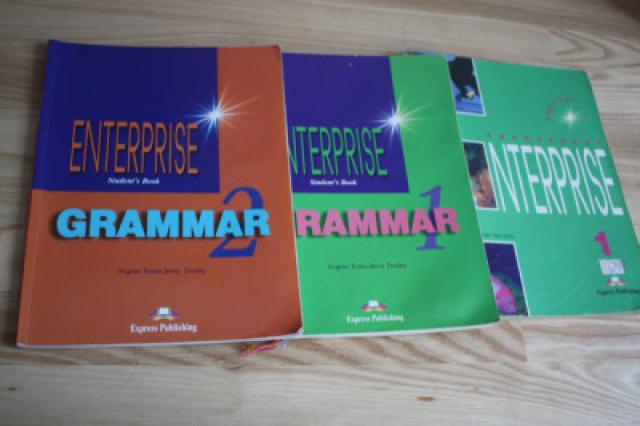 ENTERPRISE
Student's Book
GRAMMAR
2
Virginia Evans-Jenny Dooley
Express Publishing
NTERPRISE
Student's Book
RAMMAR
1
Virginia Evans-Jenny Dooley
Express Publishing
COURSEBOOK
NTERPRISE
1
Express Publishing